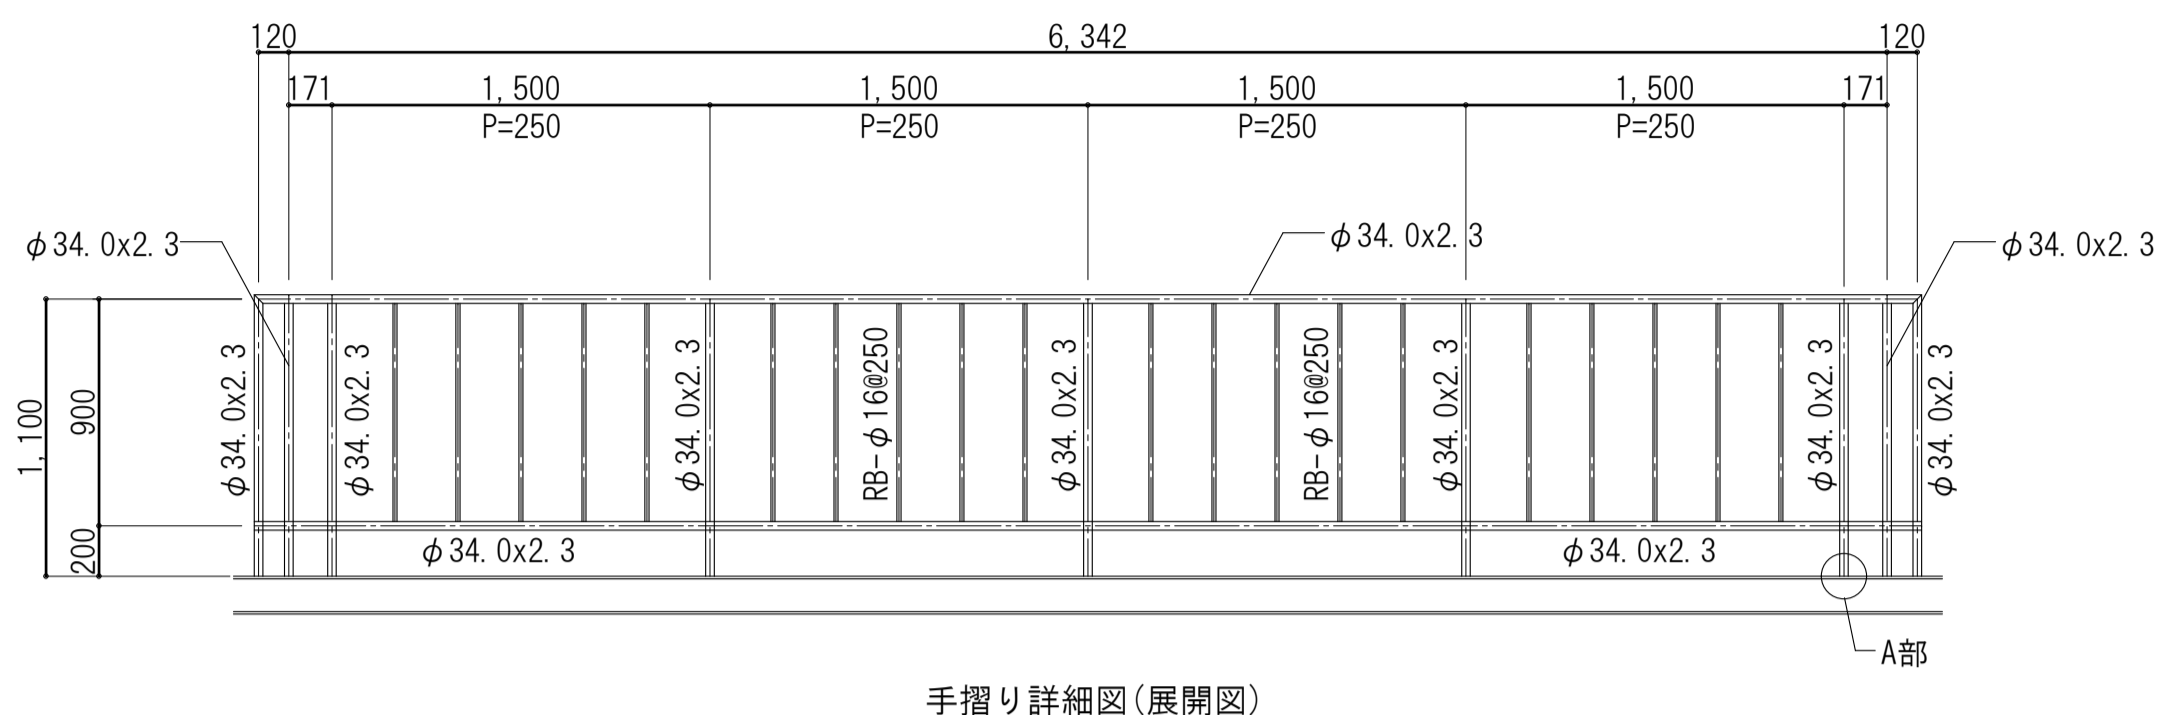 120 6,342 120
171 1,500 1,500 1,500 1,500 171
P=250 P=250 P=250 P=250
φ34.0x2.3 φ34.0x2.3 φ34.0x2.3
1,100
900
200
φ34.0x2.3
φ34.0x2.3
φ34.0x2.3
RB-φ16@250
φ34.0x2.3
RB-φ16@250
φ34.0x2.3
φ34.0x2.3
φ34.0x2.3
φ34.0x2.3 φ34.0x2.3
A部
手摺り詳細図(展開図)